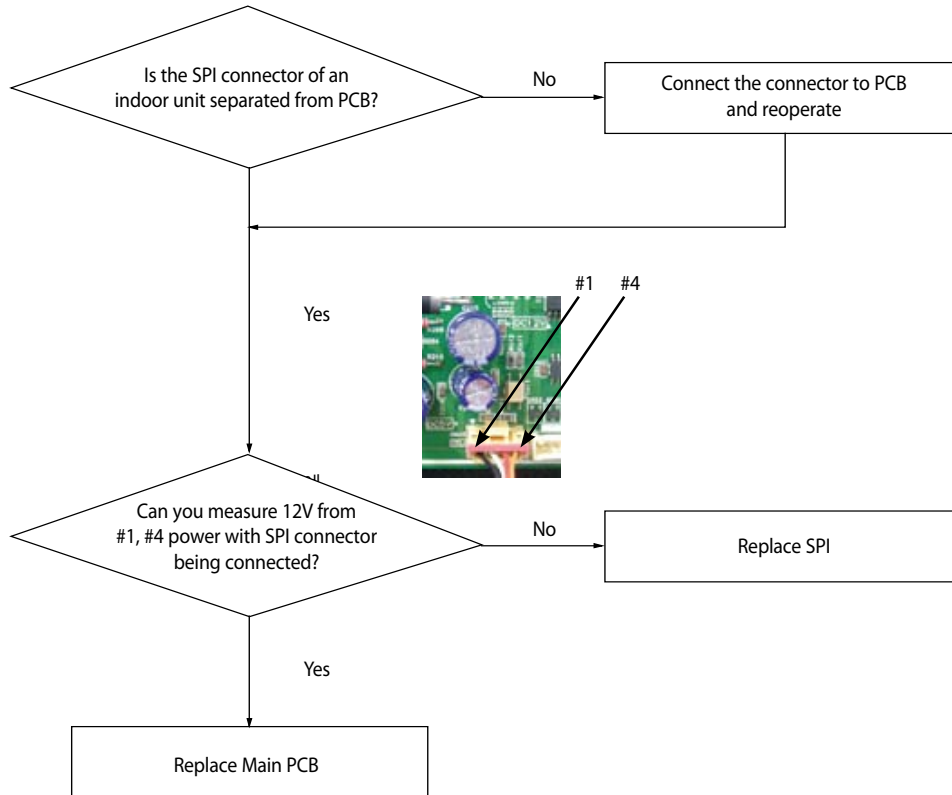 Is the SPI connector of an
indoor unit separated from PCB?
No
Connect the connector to PCB
and reoperate
#1
#4
Yes
Can you measure 12V from
#1, #4 power with SPI connector
being connected?
No
Replace SPI
Yes
Replace Main PCB